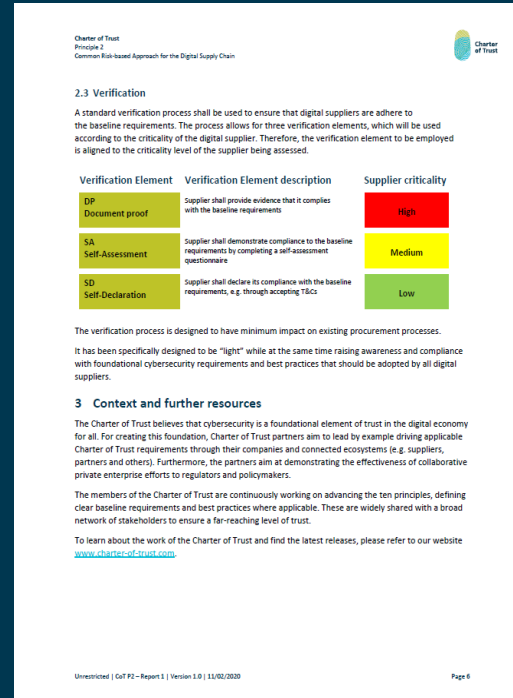 Charter of Trust
Principle 2
Common Risk-based Approach for the Digital Supply Chain
Charter
of Trust
2.3 Verification
A standard verification process shall be used to ensure that digital suppliers are adhere to
the baseline requirements. The process allows for three verification elements, which will be used
according to the criticality of the digital supplier. Therefore, the verification element to be employed
is aligned to the criticality level of the supplier being assessed.
Verification Element Verification Element description Supplier criticality
DP
Document proof
Supplier shall provide evidence that it complies
with the baseline requirements
High
SA
Self-Assessment
Supplier shall demonstrate compliance to the baseline
requirements by completing a self-assessment
questionnaire
Medium
SD
Self-Declaration
Supplier shall declare its compliance with the baseline
requirements, e.g. through accepting T&Cs
Low
The verification process is designed to have minimum impact on existing procurement processes.
It has been specifically designed to be "light" while at the same time raising awareness and compliance
with foundational cybersecurity requirements and best practices that should be adopted by all digital
suppliers.
3 Context and further resources
The Charter of Trust believes that cybersecurity is a foundational element of trust in the digital economy
for all. For creating this foundation, Charter of Trust partners aim to lead by example driving applicable
Charter of Trust requirements through their companies and connected ecosystems (e.g. suppliers,
partners and others). Furthermore, the partners aim at demonstrating the effectiveness of collaborative
private enterprise efforts to regulators and policymakers.
The members of the Charter of Trust are continuously working on advancing the ten principles, defining
clear baseline requirements and best practices where applicable. These are widely shared with a broad
network of stakeholders to ensure a far-reaching level of trust.
To learn about the work of the Charter of Trust and find the latest releases, please refer to our website
www.charter-of-trust.com.
Unrestricted | CoT P2 – Report 1 | Version 1.0 | 11/02/2020
Page 6